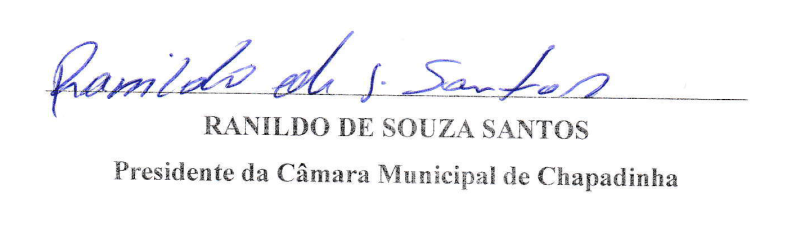 Ranildo de S. Santos
RANILDO DE SOUZA SANTOS
Presidente da Câmara Municipal de Chapadinha